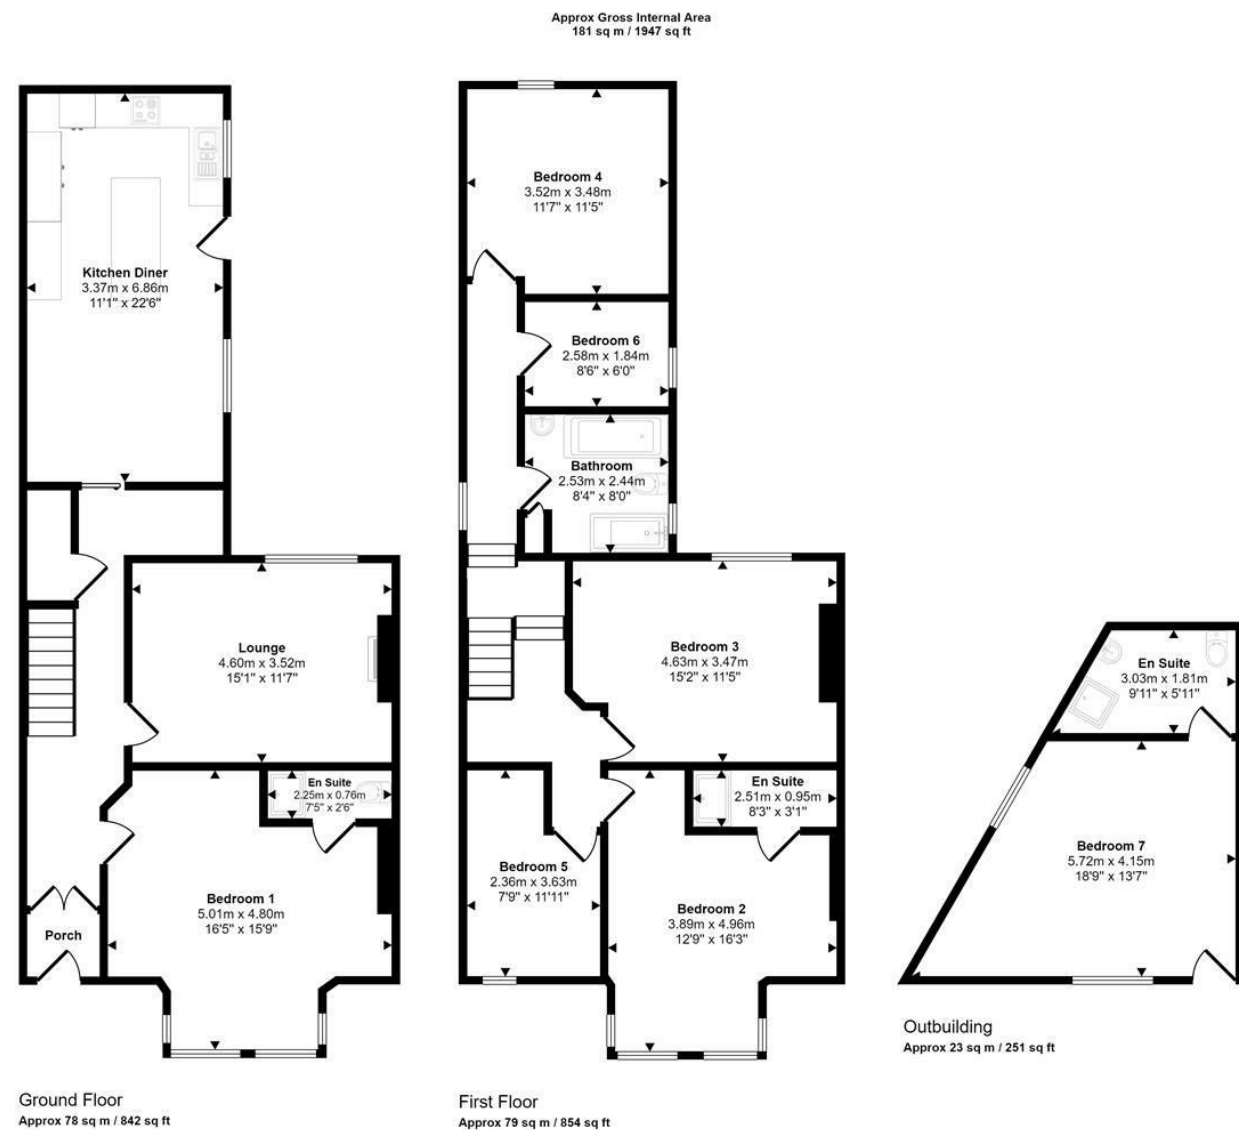 Approx Gross Internal Area
181 sq m / 1947 sq ft
Kitchen Diner
3.37m x 6.86m
11'1" x 22'6"
Lounge
4.60m x 3.52m
15'1" x 11'7"
En Suite
2.25m x 0.76m
7'5" x 2'6"
Bedroom 1
5.01m x 4.80m
16'5" x 15'9"
Porch
Ground Floor
Approx 78 sq m / 842 sq ft
Bedroom 4
3.52m x 3.48m
11'7" x 11'5"
Bedroom 6
2.58m x 1.84m
8'6" x 6'0"
Bathroom
2.53m x 2.44m
8'4" x 8'0"
Bedroom 3
4.63m x 3.47m
15'2" x 11'5"
En Suite
2.51m x 0.95m
8'3" x 3'1"
Bedroom 5
2.36m x 3.63m
7'9" x 11'11"
Bedroom 2
3.89m x 4.96m
12'9" x 16'3"
First Floor
Approx 79 sq m / 854 sq ft
En Suite
3.03m x 1.81m
9'11" x 5'11"
Bedroom 7
5.72m x 4.15m
18'9" x 13'7"
Outbuilding
Approx 23 sq m / 251 sq ft